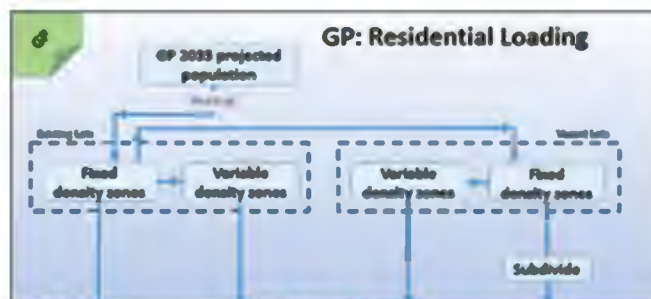 GP: Residential Loading
GP 2033 projected
population
Existing Lots
Vacant Lots
Fixed
density zones
Variable
density zones
Variable
density zones
Fixed
density zones
Subdivide